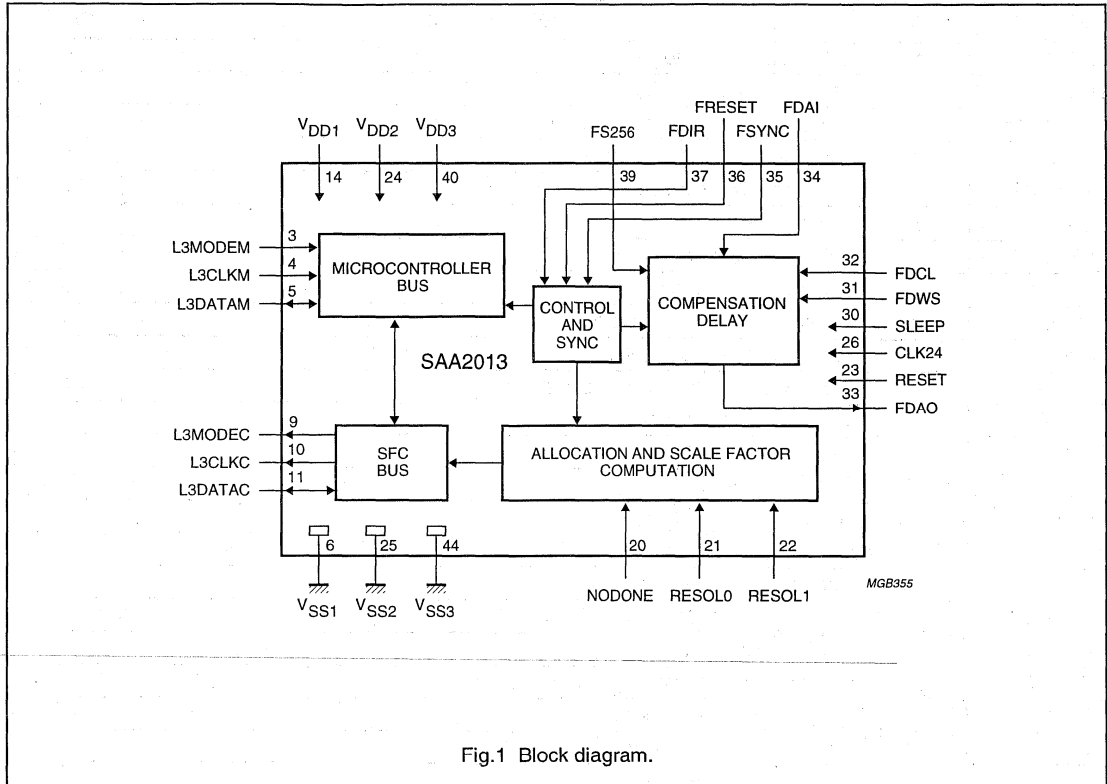 FRESET FDAI
VDD1 VDD2 VDD3 FS256 FDIR FSYNC
14 24 40 39 37 36 35 34
L3MODEM 3
L3CLKM 4
L3DATAM 5
MICROCONTROLLER
BUS
CONTROL
AND
SYNC
COMPENSATION
DELAY
32 FDCL
31 FDWS
30 SLEEP
26 CLK24
23 RESET
33 FDAO
SAA2013
L3MODEC 9
L3CLKC 10
L3DATAC 11
SFC
BUS
ALLOCATION AND SCALE FACTOR
COMPUTATION
6 25 44 20 21 22
VSS1 VSS2 VSS3 NODONE RESOL0 RESOL1
MGB355
Fig.1 Block diagram.